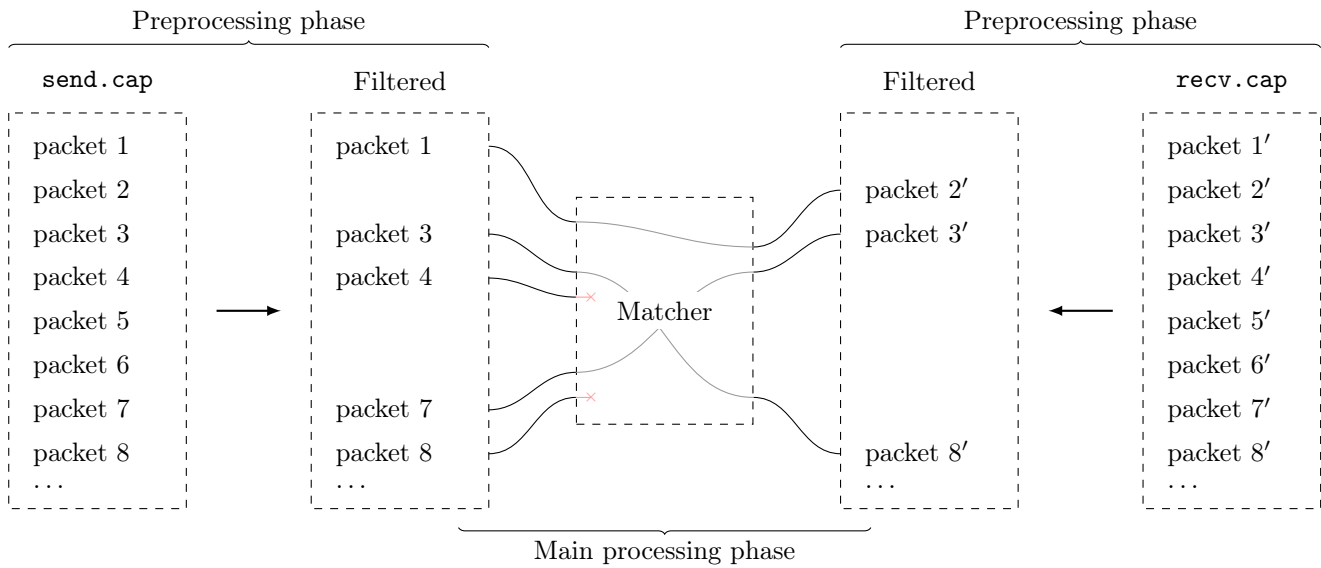 Preprocessing phase
Preprocessing phase
send.cap
Filtered
Filtered
recv.cap
packet 1
packet 2
packet 3
packet 4
packet 5
packet 6
packet 7
packet 8
...
packet 1
packet 3
packet 4
packet 7
packet 8
...
Matcher
packet 2′
packet 3′
packet 8′
...
packet 1′
packet 2′
packet 3′
packet 4′
packet 5′
packet 6′
packet 7′
packet 8′
...
Main processing phase